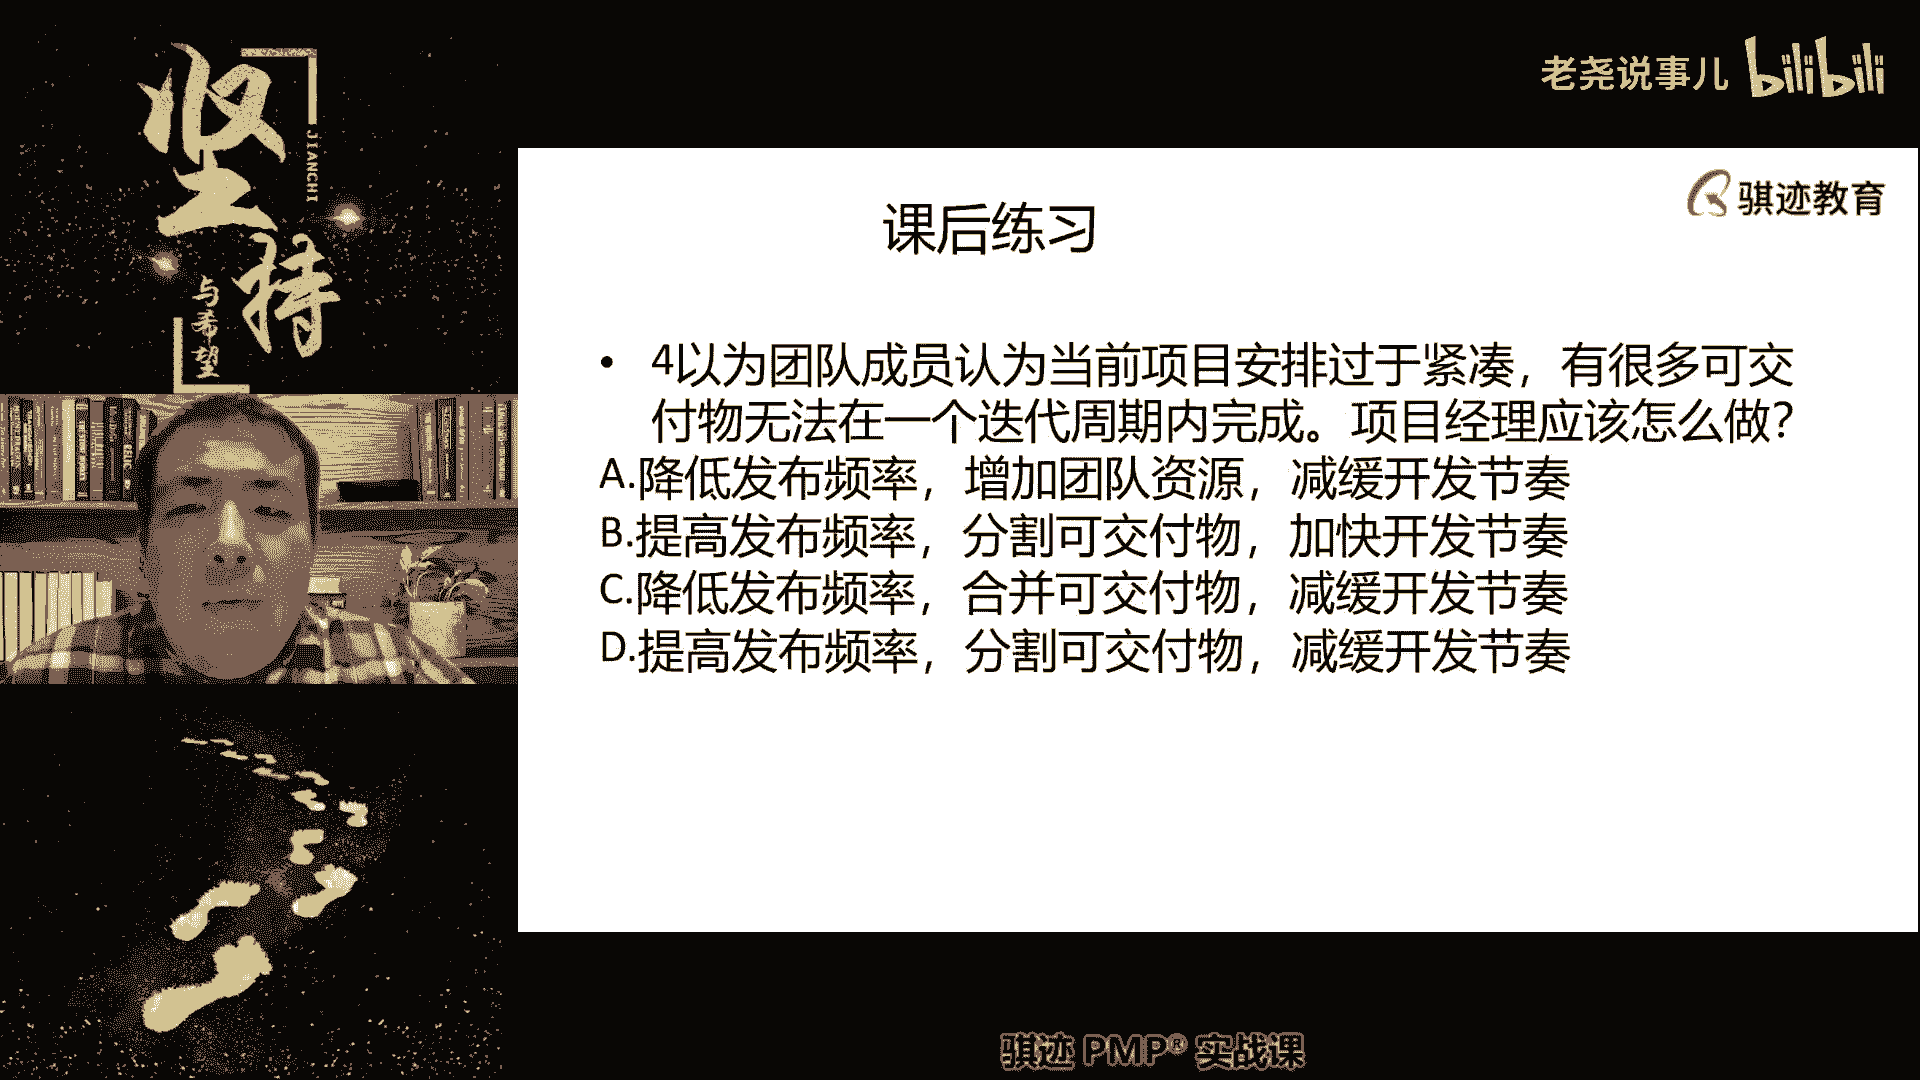 坚持
JIANCHI
与希望
老尧说事儿 bilibili
骐迹教育
课后练习
• 4以为团队成员认为当前项目安排过于紧凑，有很多可交
付物无法在一个迭代周期内完成。项目经理应该怎么做？
A.降低发布频率，增加团队资源，减缓开发节奏
B.提高发布频率，分割可交付物，加快开发节奏
C.降低发布频率，合并可交付物，减缓开发节奏
D.提高发布频率，分割可交付物，减缓开发节奏
骐迹 PMP® 实战课